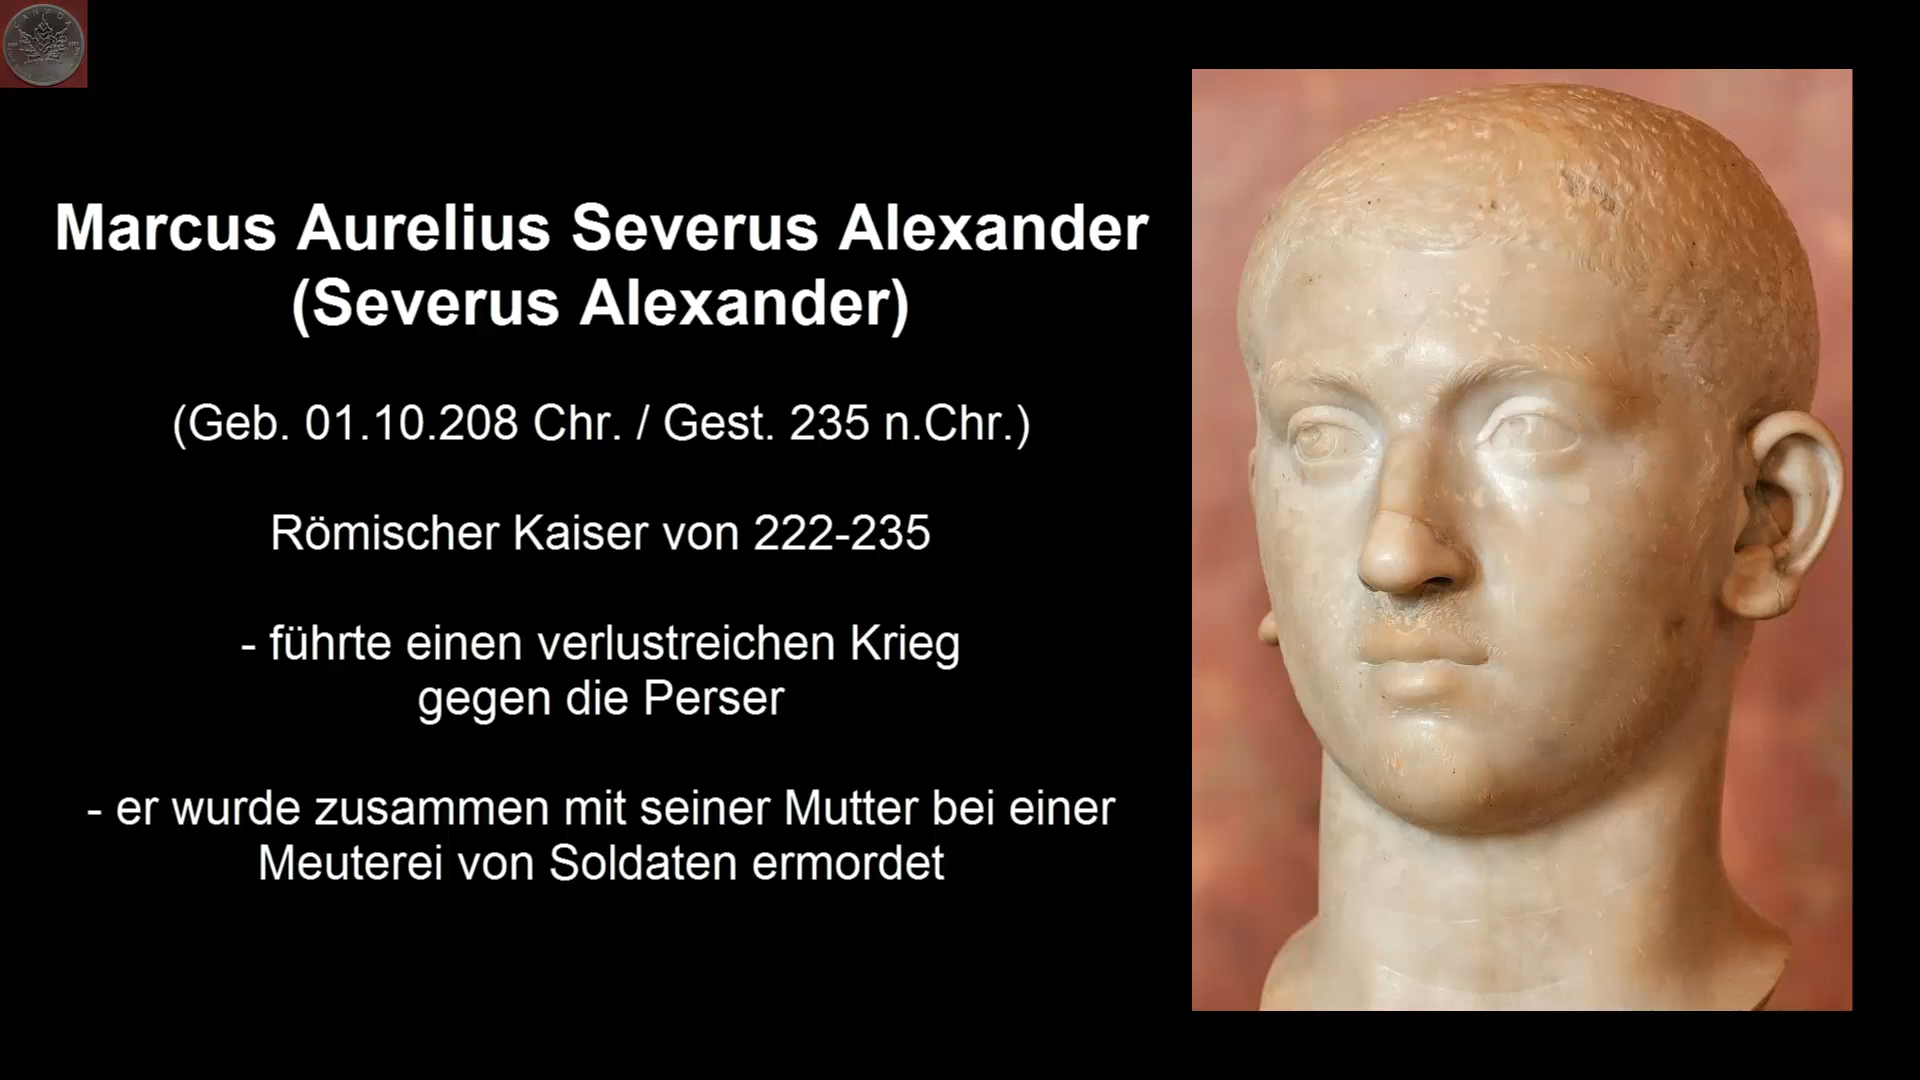 CANADA
Marcus Aurelius Severus Alexander
(Severus Alexander)
(Geb. 01.10.208 Chr. / Gest. 235 n.Chr.)
Römischer Kaiser von 222-235
- führte einen verlustreichen Krieg
gegen die Perser
- er wurde zusammen mit seiner Mutter bei einer
Meuterei von Soldaten ermordet